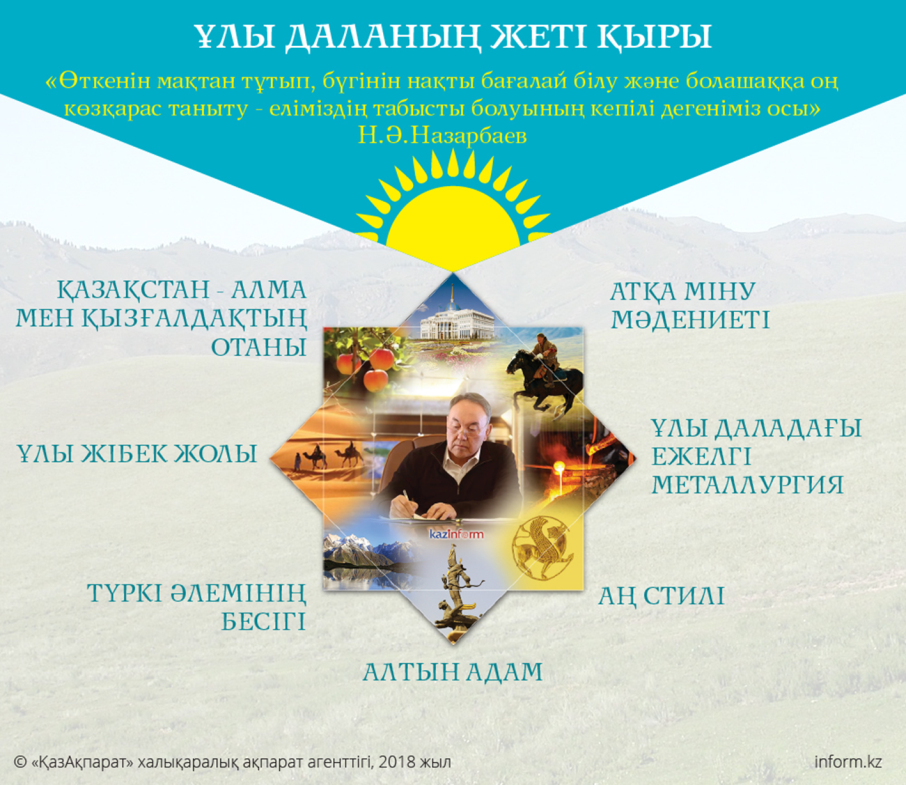 ҰЛЫ ДАЛАНЫҢ ЖЕТІ ҚЫРЫ
«Өткенін мақтан тұтып, бүгінін нақты бағалай білу және болашаққа оң
көзқарас таныту - еліміздің табысты болуының кепілі дегеніміз осы»
Н.Ә.Назарбаев
ҚАЗАҚСТАН - АЛМА
МЕН ҚЫЗҒАЛДАҚТЫҢ
ОТАНЫ
АТҚА МІНУ
МӘДЕНИЕТІ
ҰЛЫ ЖІБЕК ЖОЛЫ
ҰЛЫ ДАЛАДАҒЫ
ЕЖЕЛГІ
МЕТАЛЛУРГИЯ
kazinform
ТҮРКІ ӘЛЕМІНІҢ
БЕСІГІ
АҢ СТИЛІ
АЛТЫН АДАМ
© «ҚазАқпарат» халықаралық ақпарат агенттігі, 2018 жыл
inform.kz